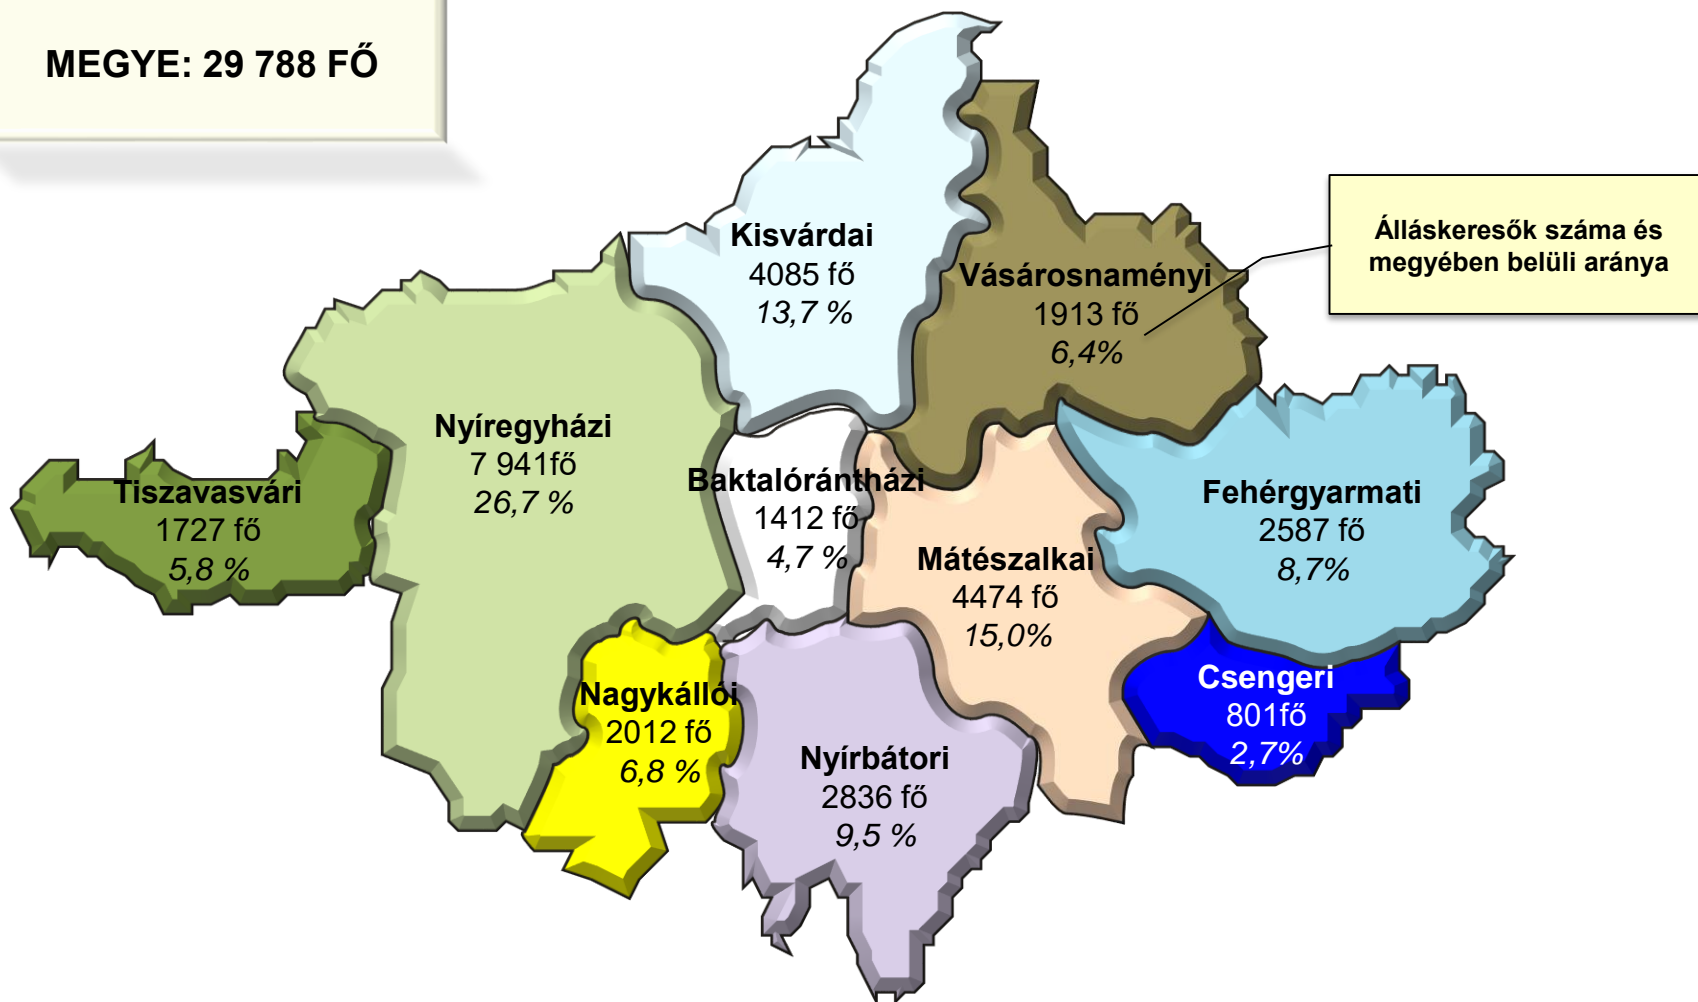 MEGYE: 29 788 FŐ
Kisvárdai
4085 fő
13,7 %
Vásárosnaményi
1913 fő
6,4%
Álláskeresők száma és
megyében belüli aránya
Nyíregyházi
7 941fő
26,7 %
Tiszavasvári
1727 fő
5,8 %
Baktalórántházi
1412 fő
4,7 %
Fehérgyarmati
2587 fő
8,7%
Mátészalkai
4474 fő
15,0%
Csengeri
801fő
2,7%
Nagykállói
2012 fő
6,8 %
Nyírbátori
2836 fő
9,5 %